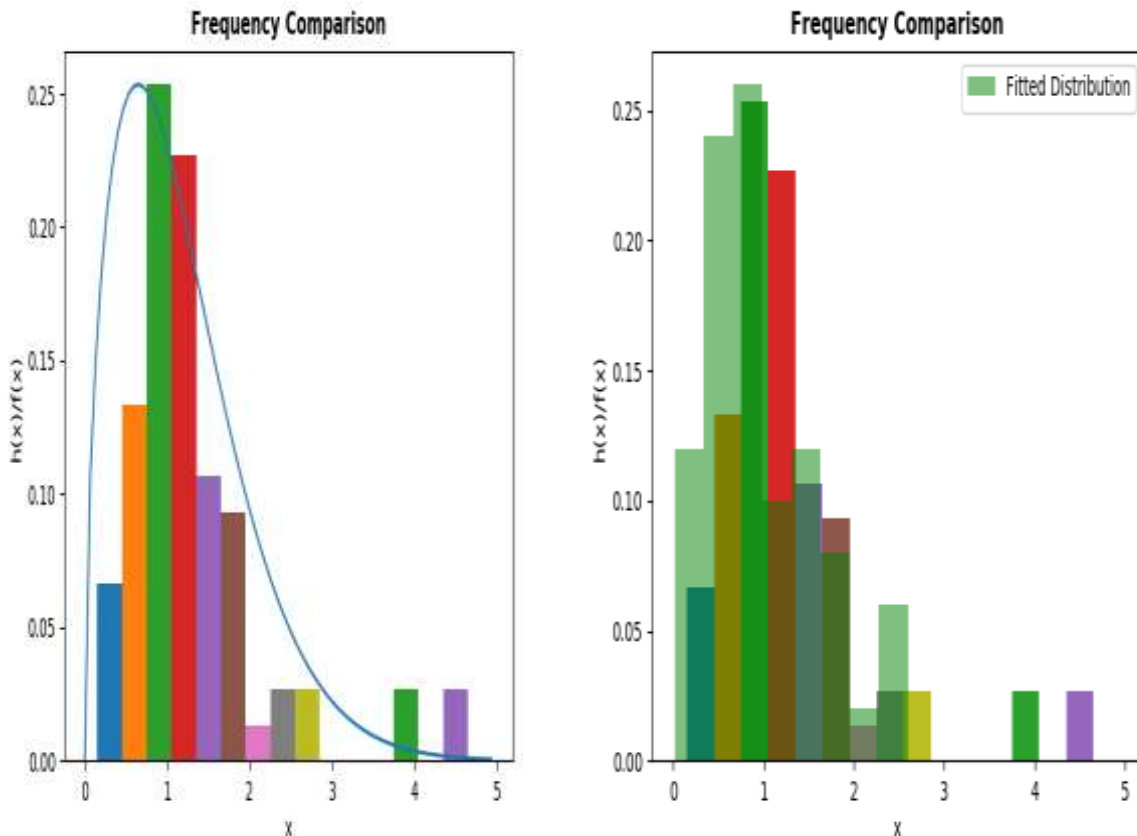 Frequency Comparison
0.25
0.20
0.15
0.10
0.05
0.00
h(x)/f(x)
0 1 2 3 4 5
x
Frequency Comparison
Fitted Distribution
0.25
0.20
0.15
0.10
0.05
0.00
h(x)/f(x)
0 1 2 3 4 5
x